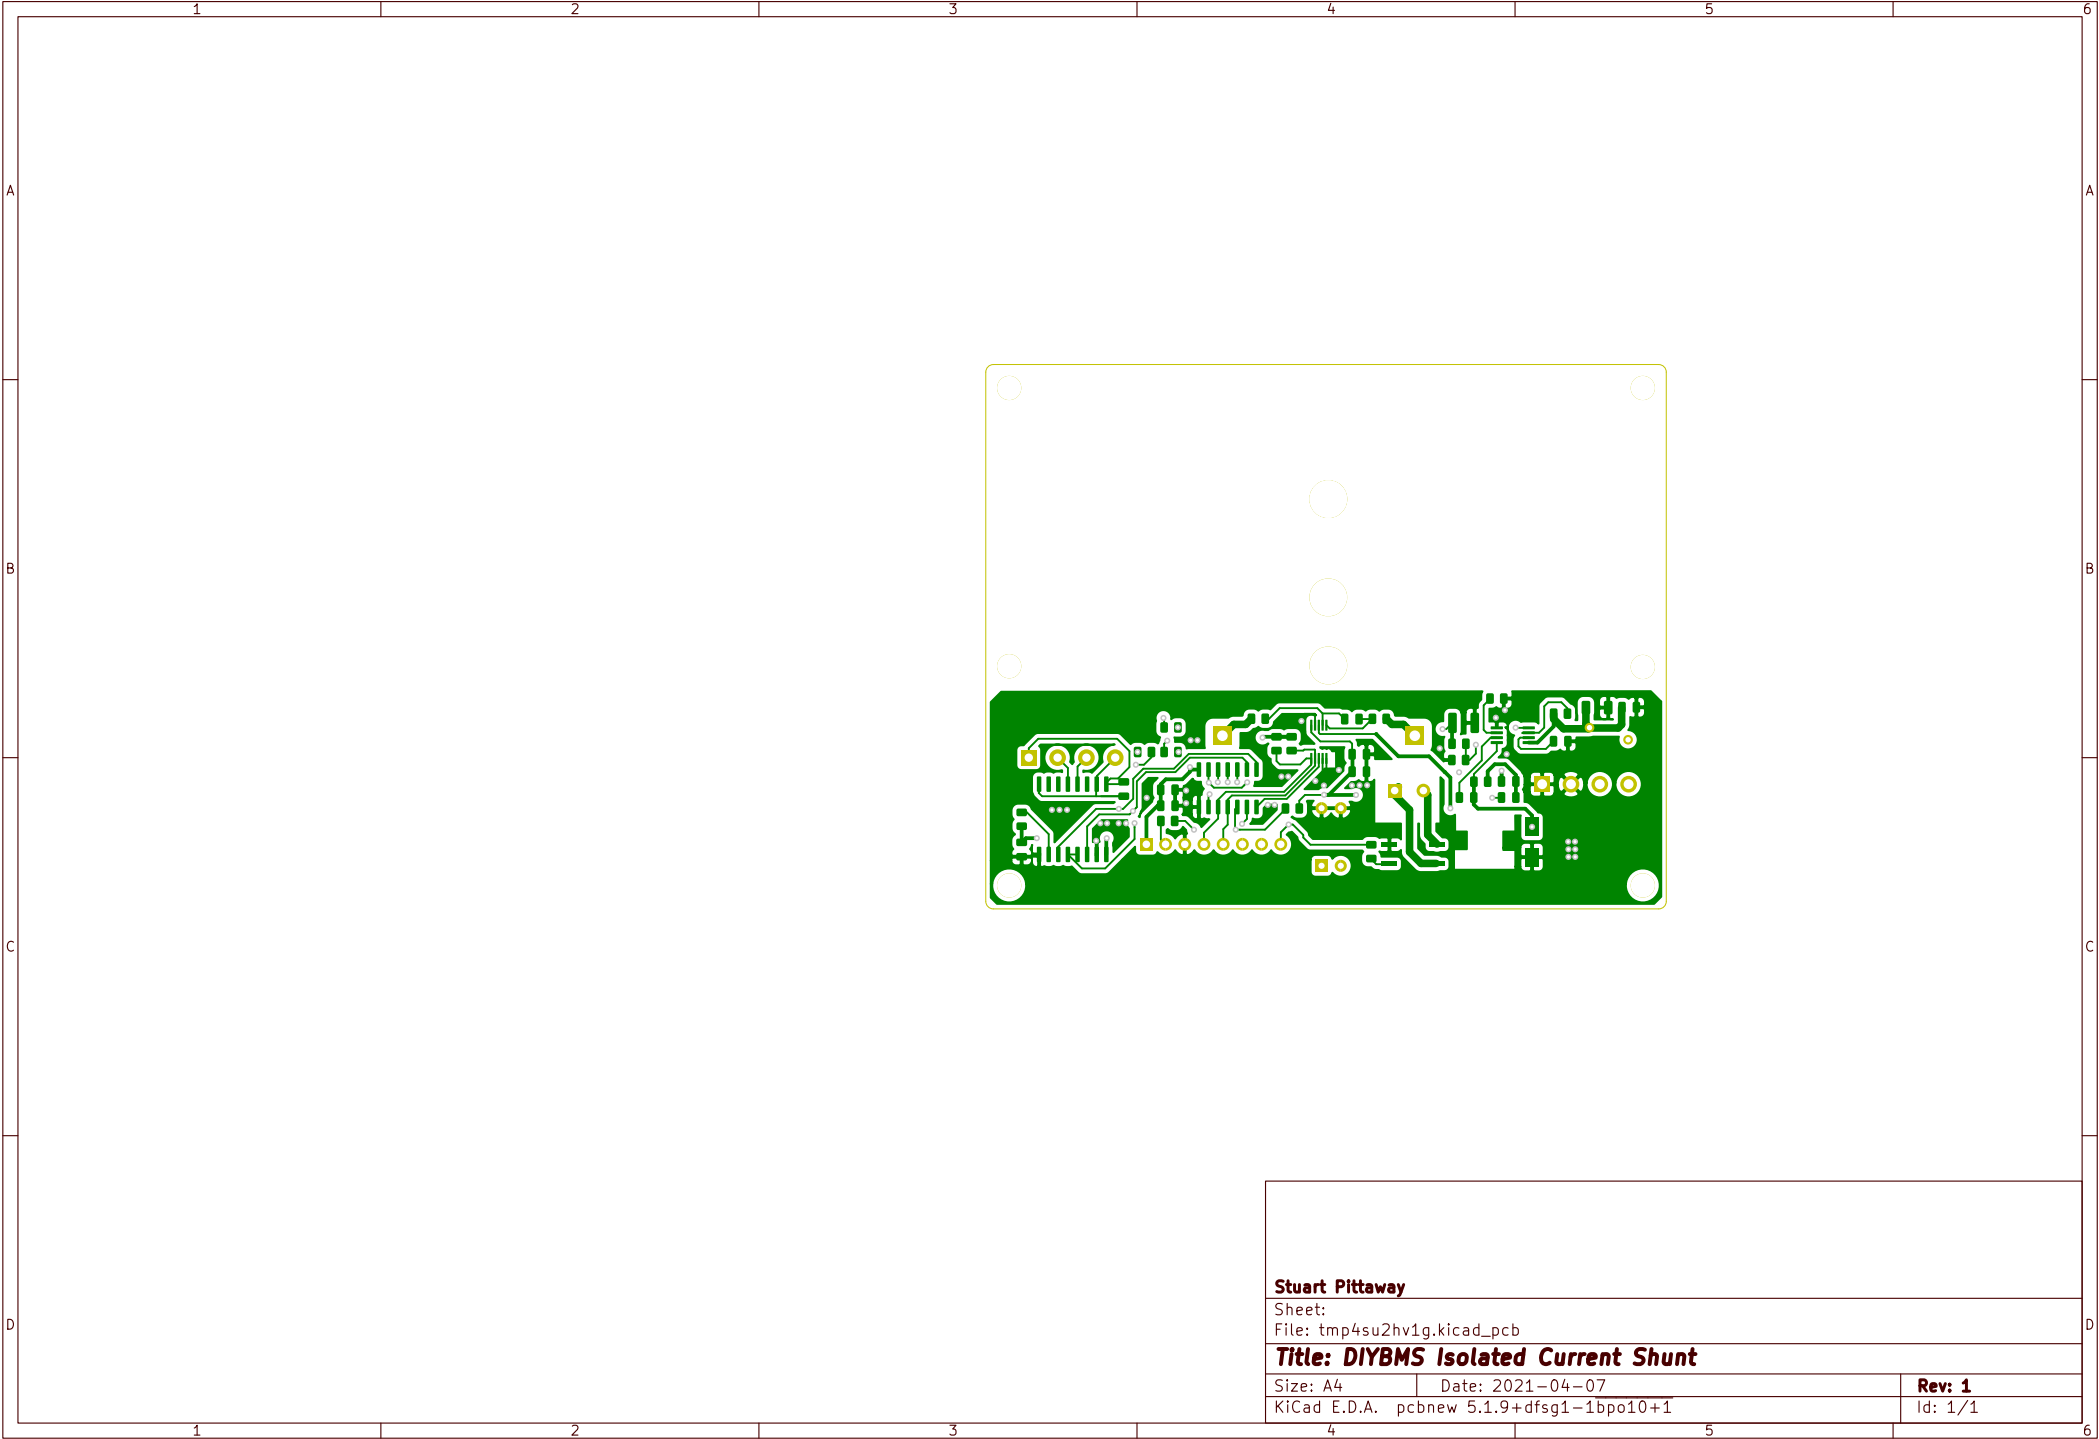 1 2 3 4 5 6
A A
B B
C C
D D
Stuart Pittaway
Sheet:
File: tmp4su2hv1g.kicad_pcb
Title: DIYBMS Isolated Current Shunt
Size: A4 Date: 2021-04-07 Rev: 1
KiCad E.D.A. pcbnew 5.1.9+dfsg1-1bpo10+1 Id: 1/1
1 2 3 4 5 6